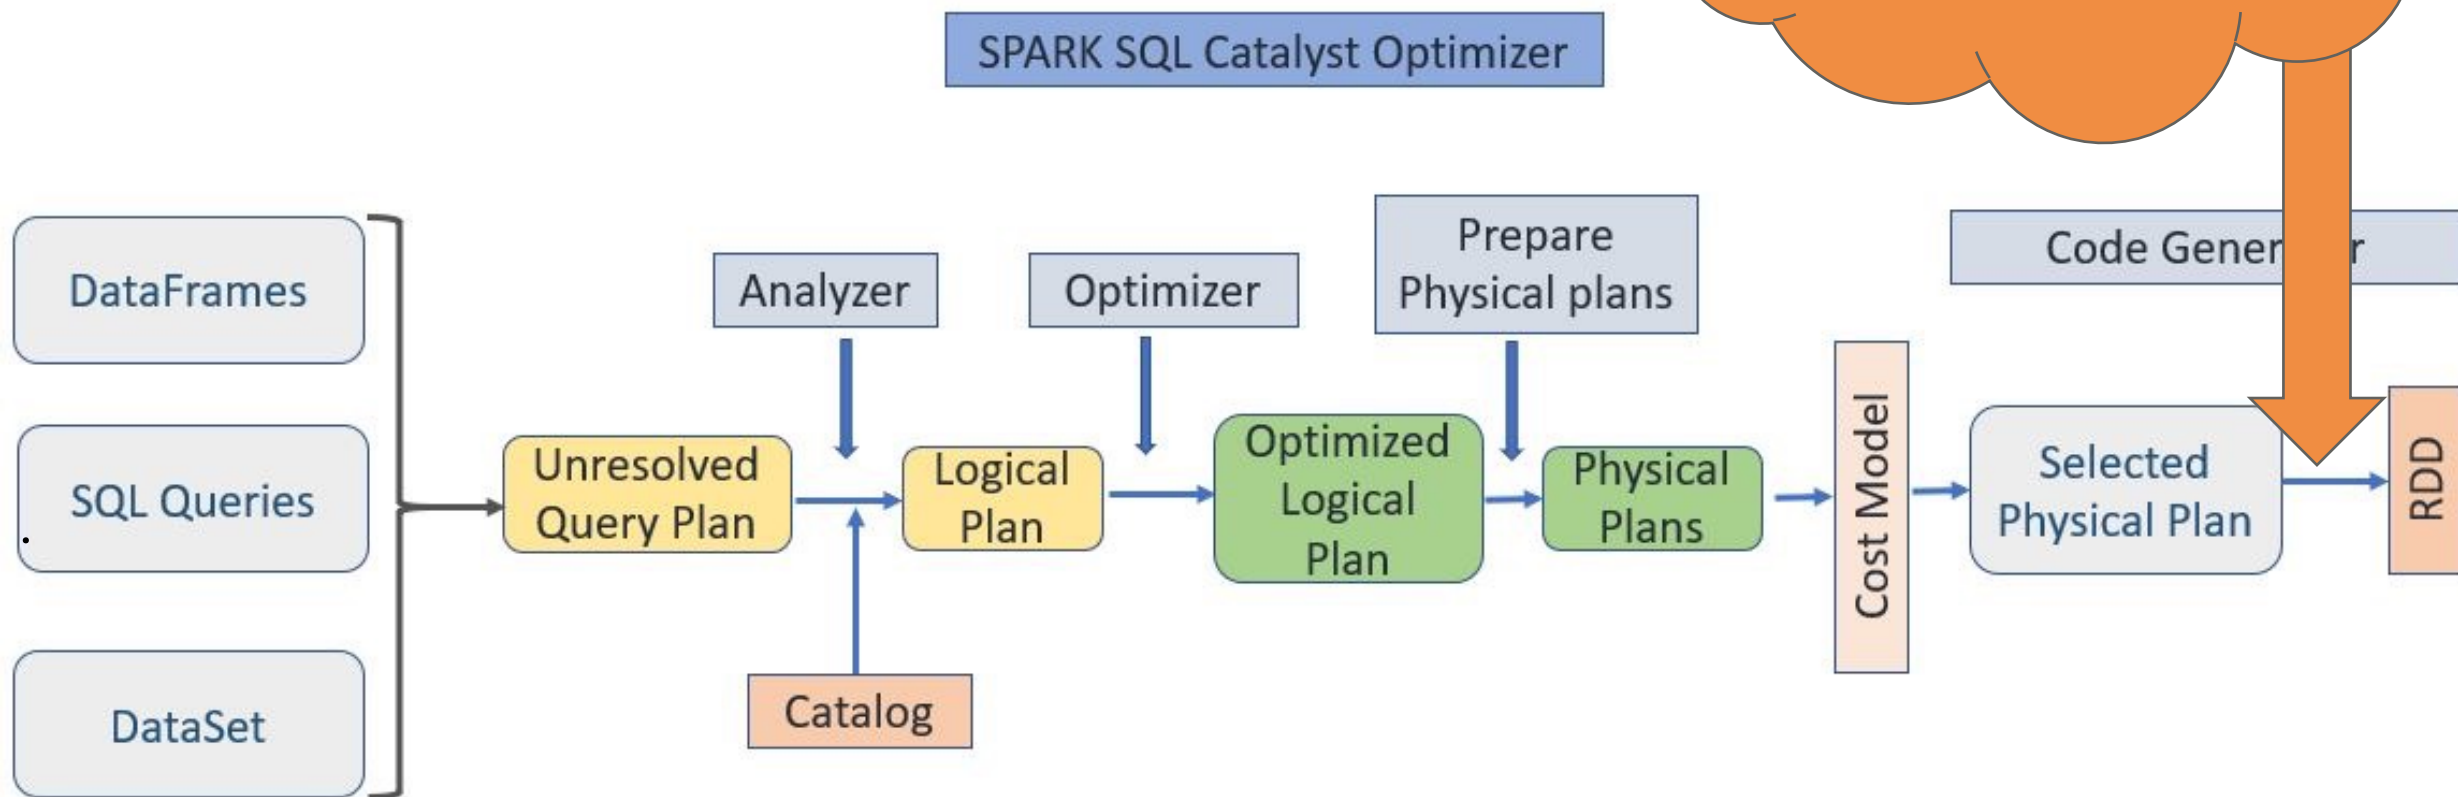 SPARK SQL Catalyst Optimizer
DataFrames
SQL Queries
.
DataSet
Unresolved
Query Plan
Analyzer
Catalog
Logical
Plan
Optimizer
Optimized
Logical
Plan
Prepare
Physical plans
Physical
Plans
Cost Model
Selected
Physical Plan
Code
RDD